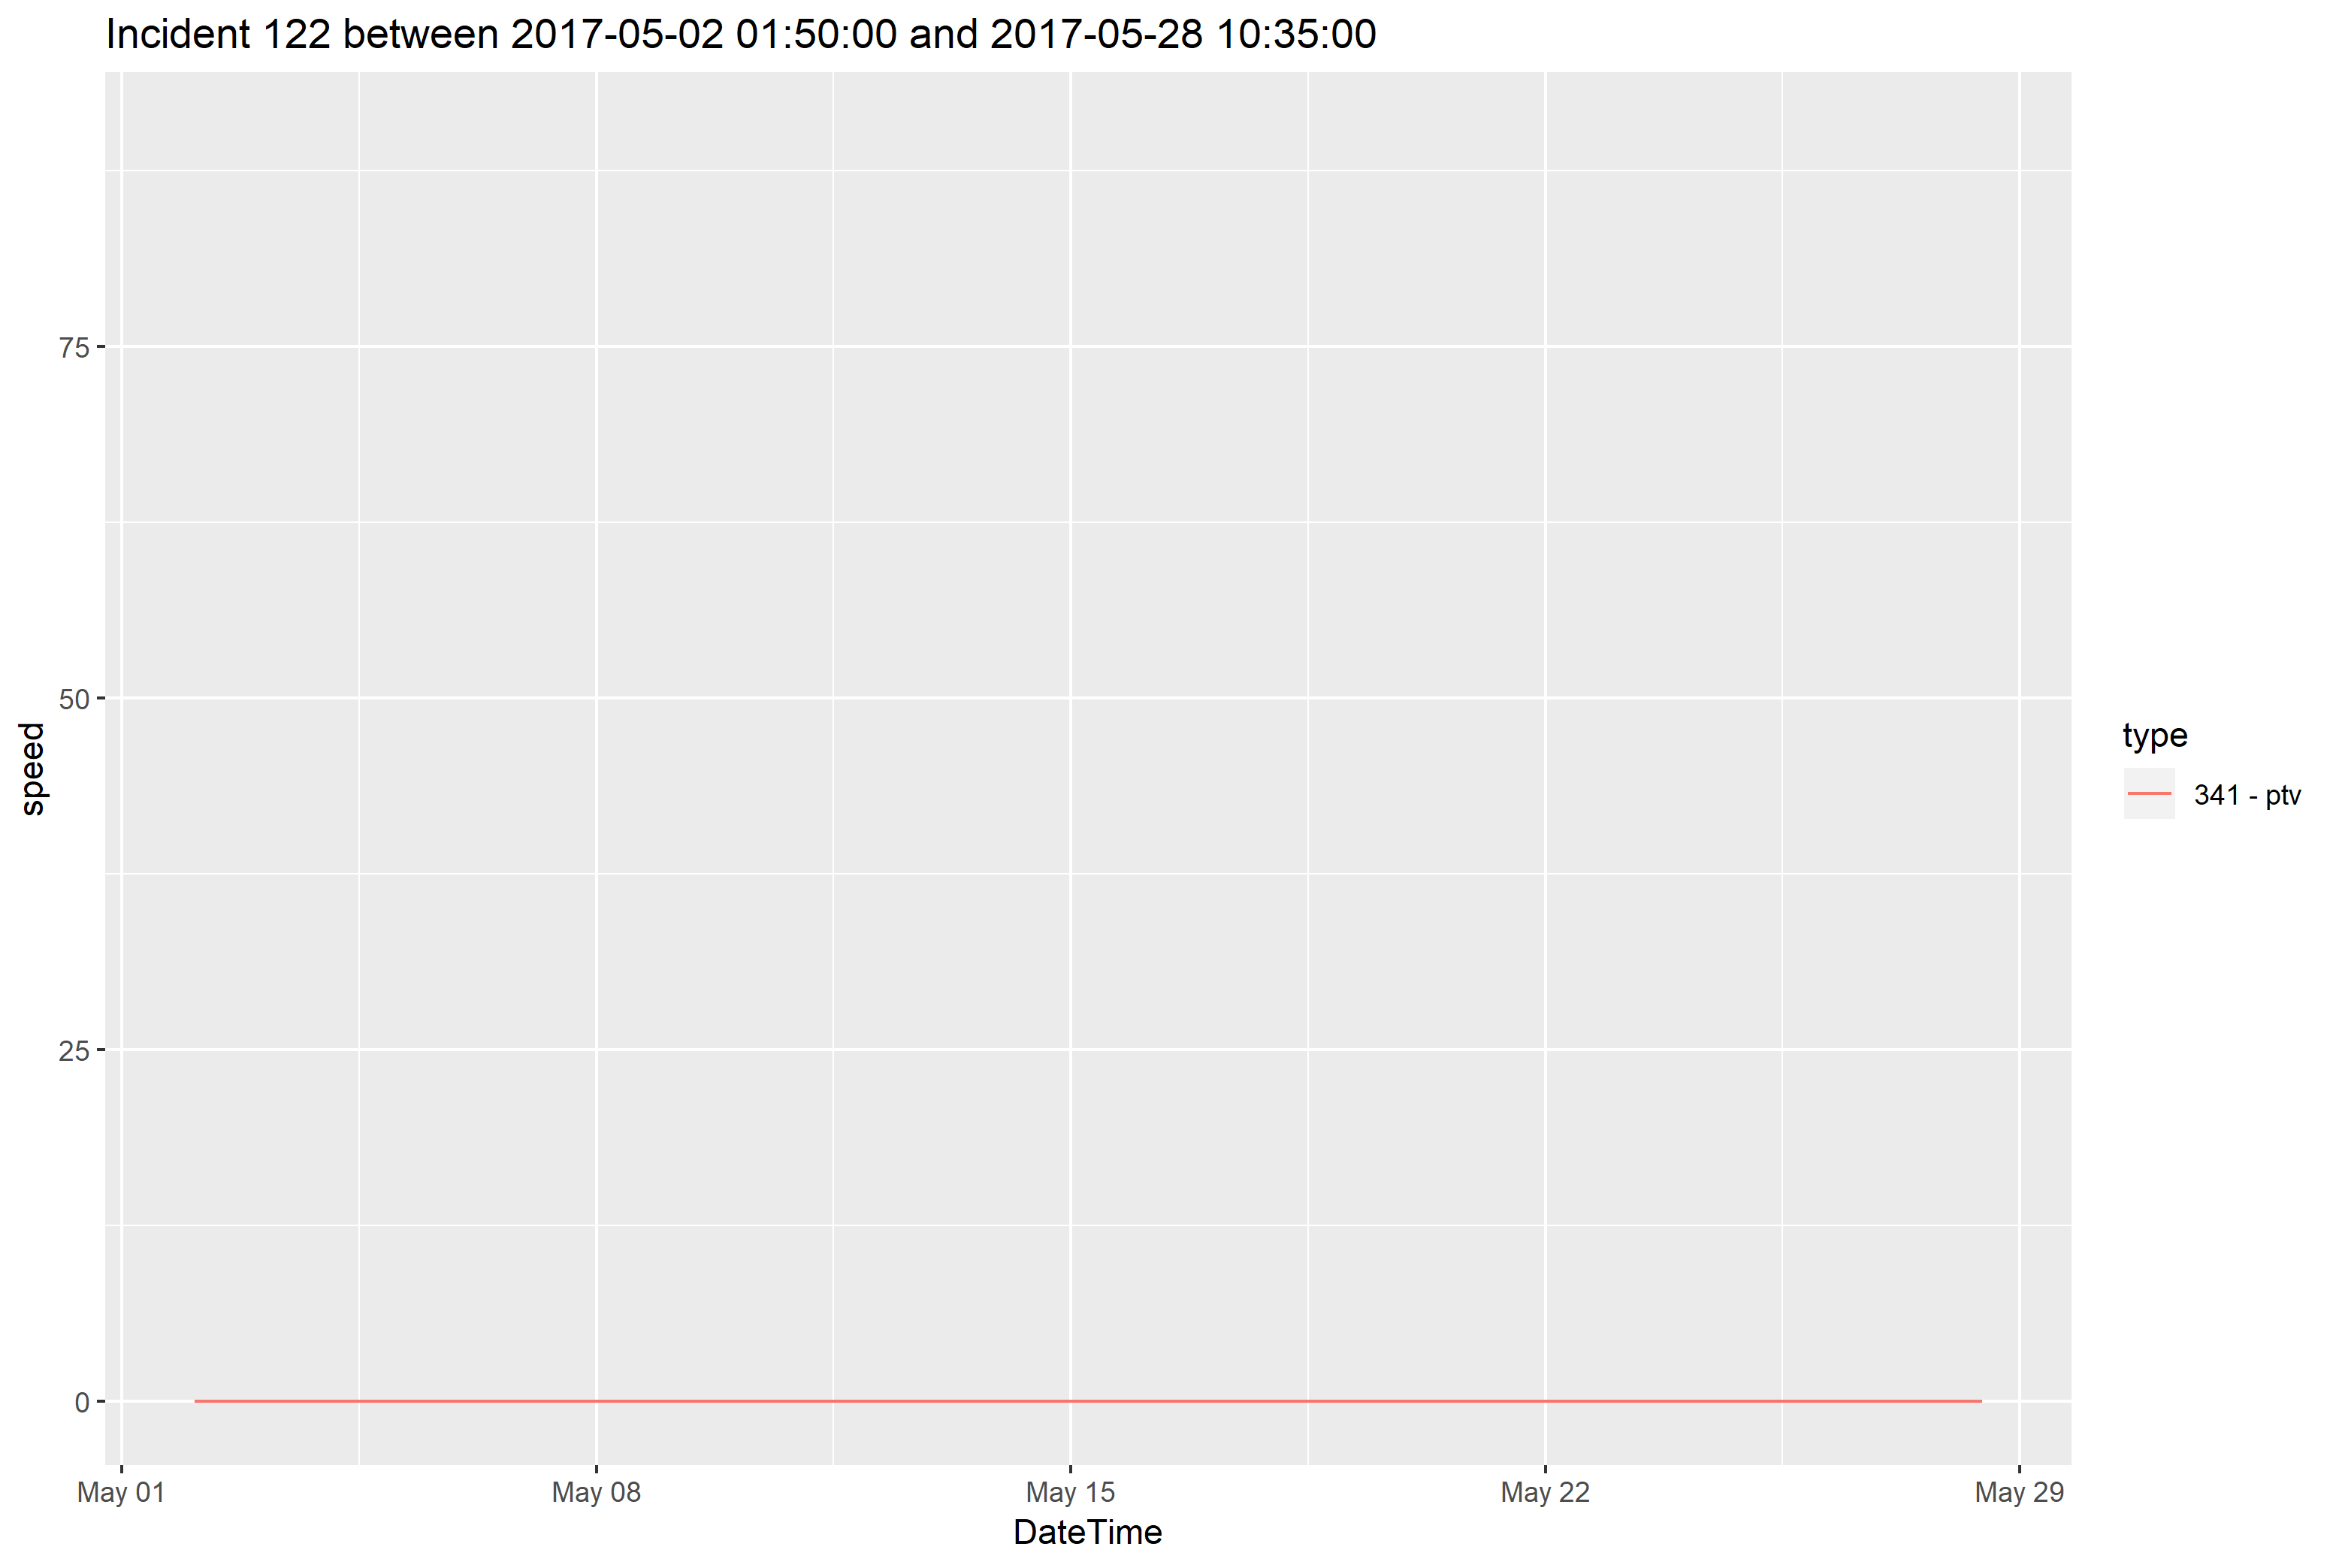 Incident 122 between 2017-05-02 01:50:00 and 2017-05-28 10:35:00
75
50
25
0
speed
May 01
May 08
May 15
May 22
May 29
DateTime
type
341 - ptv